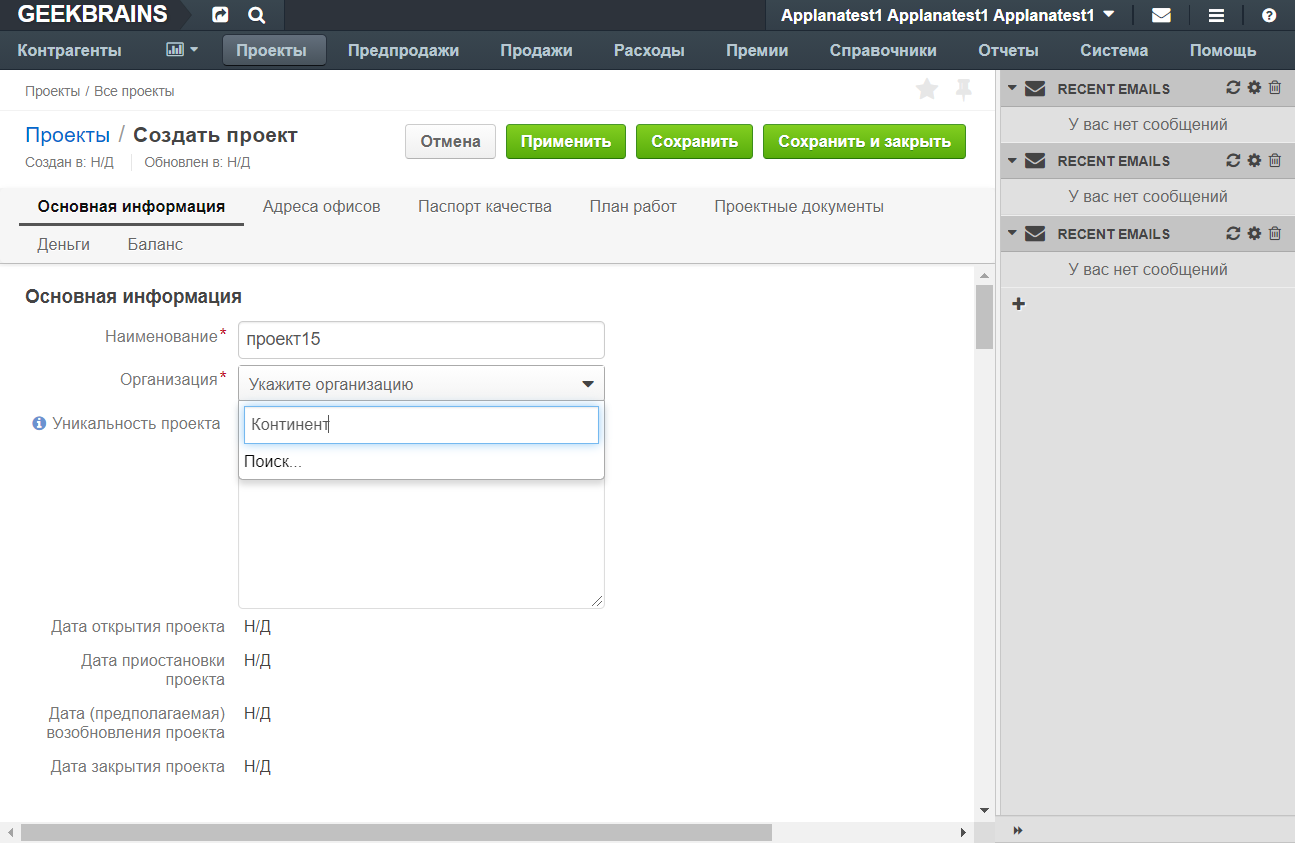 GEEKBRAINS
Applanatest1 Applanatest1 Applanatest1
Контрагенты Проекты Предпродажи Продажи Расходы Премии Справочники Отчеты Система Помощь
Проекты / Все проекты
Проекты / Создать проект
Отмена Применить Сохранить Сохранить и закрыть
Создан в: Н/Д Обновлен в: Н/Д
Основная информация Адреса офисов Паспорт качества План работ Проектные документы
Деньги Баланс
Основная информация
Наименование* проект15
Организация* Укажите организацию
Континент
Уникальность проекта
Поиск...
Дата открытия проекта Н/Д
Дата приостановки проекта Н/Д
Дата (предполагаемая) возобновления проекта Н/Д
Дата закрытия проекта Н/Д
RECENT EMAILS
У вас нет сообщений
RECENT EMAILS
У вас нет сообщений
RECENT EMAILS
У вас нет сообщений